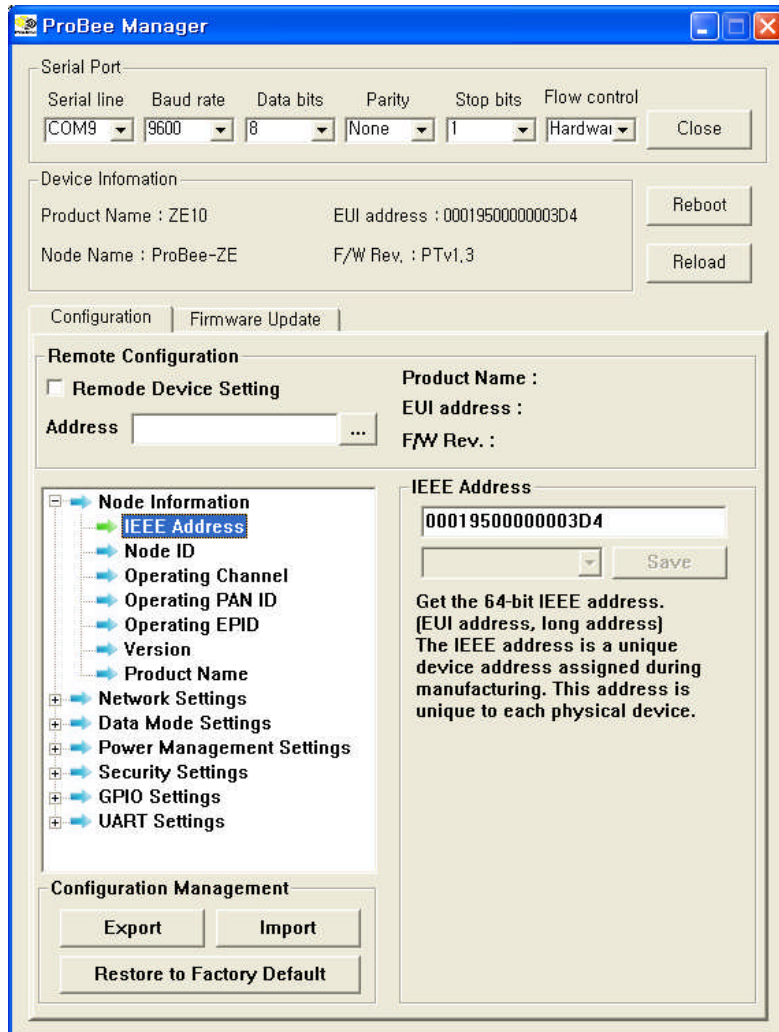 ProBee Manager
Serial Port
Serial line Baud rate Data bits Parity Stop bits Flow control
COM9 9600 8 None 1 Hardwar Close
Device Infomation
Product Name : ZE10 EUI address : 00019500000003D4 Reboot
Node Name : ProBee-ZE F/W Rev. : PTv1.3 Reload
Configuration Firmware Update
Remote Configuration
Remode Device Setting
Address ...
Product Name :
EUI address :
F/W Rev. :
Node Information
IEEE Address
Node ID
Operating Channel
Operating PAN ID
Operating EPID
Version
Product Name
Network Settings
Data Mode Settings
Power Management Settings
Security Settings
GPIO Settings
UART Settings
IEEE Address
00019500000003D4
Save
Get the 64-bit IEEE address.
(EUI address, long address)
The IEEE address is a unique
device address assigned during
manufacturing. This address is
unique to each physical device.
Configuration Management
Export Import
Restore to Factory Default